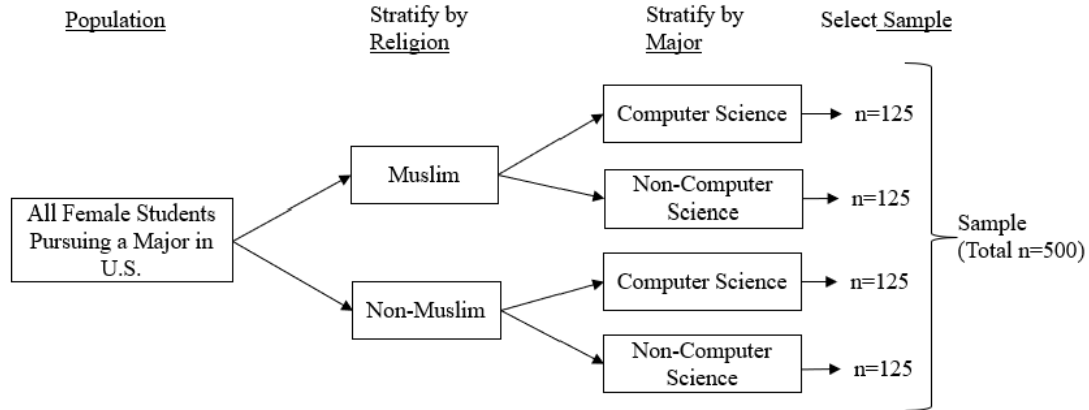 Population
Stratify by
Religion
Stratify by
Major
Select Sample
All Female Students
Pursuing a Major in
U.S.
Muslim
Non-Muslim
Computer Science
n=125
Non-Computer
Science
n=125
Computer Science
n=125
Non-Computer
Science
n=125
Sample
(Total n=500)